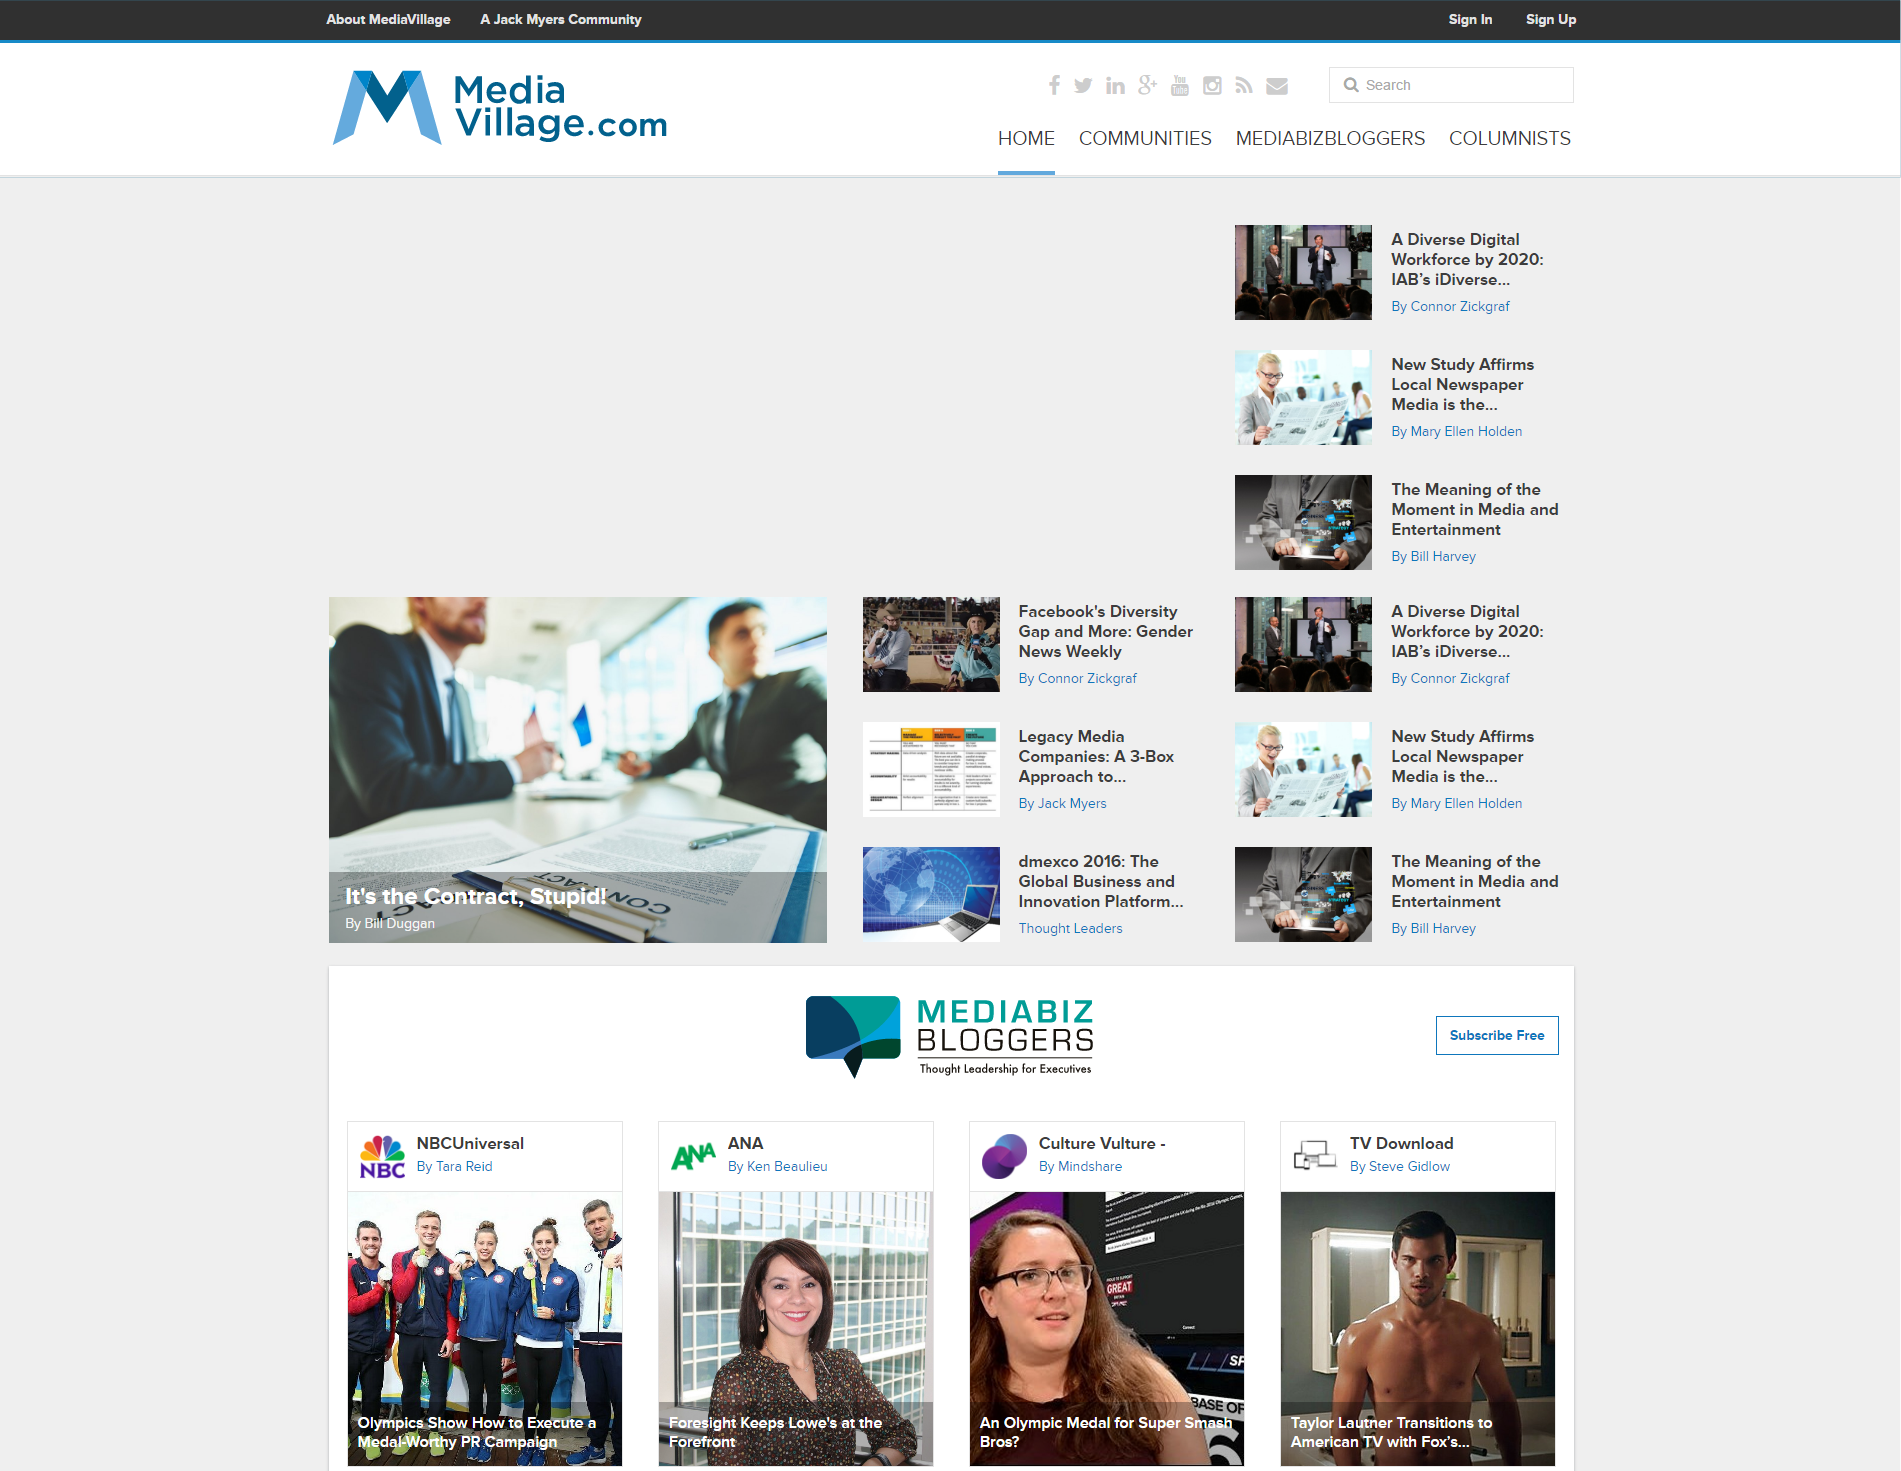 About MediaVillage
A Jack Myers Community
Sign In
Sign Up
Media
Village.com
Search
HOME
COMMUNITIES
MEDIABIZBLOGGERS
COLUMNISTS
A Diverse Digital
Workforce by 2020:
IAB's iDiverse...
By Connor Zickgraf
New Study Affirms
Local Newspaper
Media is the...
By Mary Ellen Holden
The Meaning of the
Moment in Media and
Entertainment
By Bill Harvey
CONTRACT
It's the Contract, Stupid!
By Bill Duggan
Facebook's Diversity
Gap and More: Gender
News Weekly
By Connor Zickgraf
Legacy Media
Companies: A 3-Box
Approach to...
By Jack Myers
dmexco 2016: The
Global Business and
Innovation Platform...
Thought Leaders
A Diverse Digital
Workforce by 2020:
IAB's iDiverse...
By Connor Zickgraf
New Study Affirms
Local Newspaper
Media is the...
By Mary Ellen Holden
The Meaning of the
Moment in Media and
Entertainment
By Bill Harvey
MEDIABIZ
BLOGGERS
Thought Leadership for Executives
Subscribe Free
NBC
NBCUniversal
By Tara Reid
Olympics Show How to Execute a
Medal-Worthy PR Campaign
ANA
ANA
By Ken Beaulieu
Foresight Keeps Lowe's at the
Forefront
Culture Vulture -
By Mindshare
GREAT
BASE OF
An Olympic Medal for Super Smash
Bros?
TV Download
By Steve Gidlow
Taylor Lautner Transitions to
American TV with Fox's...